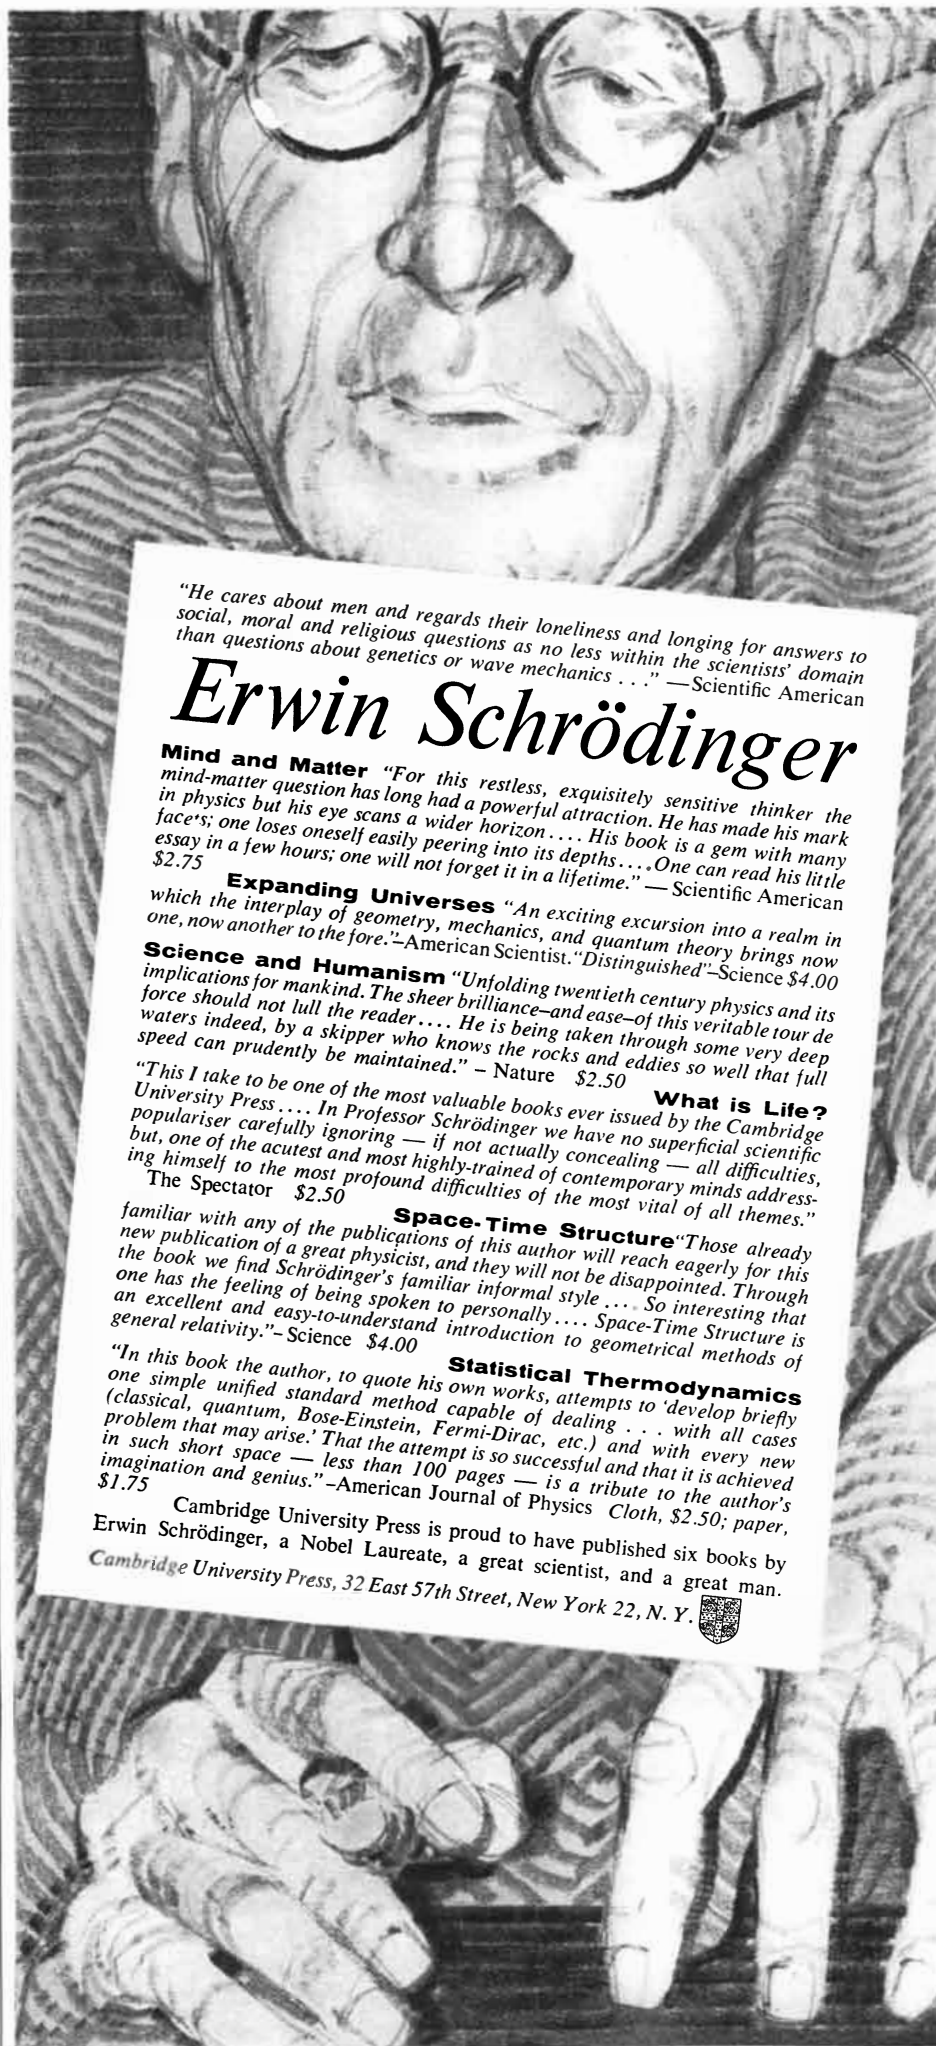 “He cares about men and regards their loneliness and longing for answers to
social, moral and religious questions as no less within the scientists’ domain
than questions about genetics or wave mechanics . . .” —Scientific American
Erwin Schrödinger
Mind and Matter “For this restless, exquisitely sensitive thinker the
mind-matter question has long had a powerful attraction. He has made his mark
in physics but his eye scans a wider horizon . . . . His book is a gem with many
face's; one loses oneself easily peering into its depths . . . . One can read his little
essay in a few hours; one will not forget it in a lifetime.” — Scientific American
$2.75 Expanding Universes “An exciting excursion into a realm in
which the interplay of geometry, mechanics, and quantum theory brings now
one, now another to the fore.”–American Scientist. “Distinguished”–Science $4.00
Science and Humanism “Unfolding twentieth century physics and its
implications for mankind. The sheer brilliance–and ease–of this veritable tour de
force should not lull the reader . . . . He is being taken through some very deep
waters indeed, by a skipper who knows the rocks and eddies so well that full
speed can prudently be maintained.” – Nature $2.50 What is Life?
“This I take to be one of the most valuable books ever issued by the Cambridge
University Press . . . . In Professor Schrödinger we have no superficial scientific
populariser carefully ignoring — if not actually concealing — all difficulties,
but, one of the acutest and most highly-trained of contemporary minds address-
ing himself to the most profound difficulties of the most vital of all themes.”
The Spectator $2.50 Space-Time Structure “Those already
familiar with any of the publications of this author will reach eagerly for this
new publication of a great physicist, and they will not be disappointed. Through
the book we find Schrödinger’s familiar informal style . . . . So interesting that
one has the feeling of being spoken to personally . . . . Space-Time Structure is
an excellent and easy-to-understand introduction to geometrical methods of
general relativity.”– Science $4.00 Statistical Thermodynamics
“In this book the author, to quote his own works, attempts to ‘develop briefly
one simple unified standard method capable of dealing . . . with all cases
(classical, quantum, Bose-Einstein, Fermi-Dirac, etc.) and with every new
problem that may arise.’ That the attempt is so successful and that it is achieved
in such short space — less than 100 pages — is a tribute to the author’s
imagination and genius.” –American Journal of Physics Cloth, $2.50; paper,
$1.75 Cambridge University Press is proud to have published six books by
Erwin Schrödinger, a Nobel Laureate, a great scientist, and a great man.
Cambridge University Press, 32 East 57th Street, New York 22, N. Y.